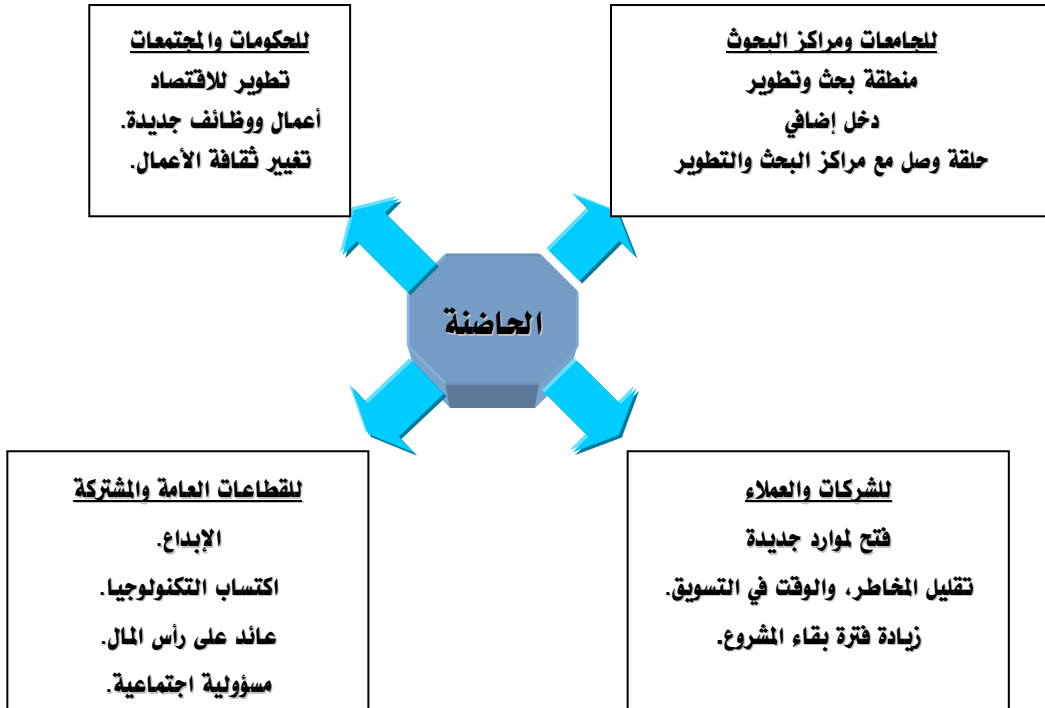 للجامعات ومراكز البحوث
منطقة بحث وتطوير
دخل إضافي
حلقة وصل مع مراكز البحث والتطوير
للحكومات والمجتمعات
تطوير للاقتصاد
أعمال ووظائف جديدة.
تغيير ثقافة الأعمال.
الحاضنة
للشركات والعملاء
فتح لموارد جديدة
تقليل المخاطر، والوقت في التسويق.
زيادة فترة بقاء المشروع.
للقطاعات العامة والمشتركة
الإبداع.
اكتساب التكنولوجيا.
عائد على رأس المال.
مسؤولية اجتماعية.